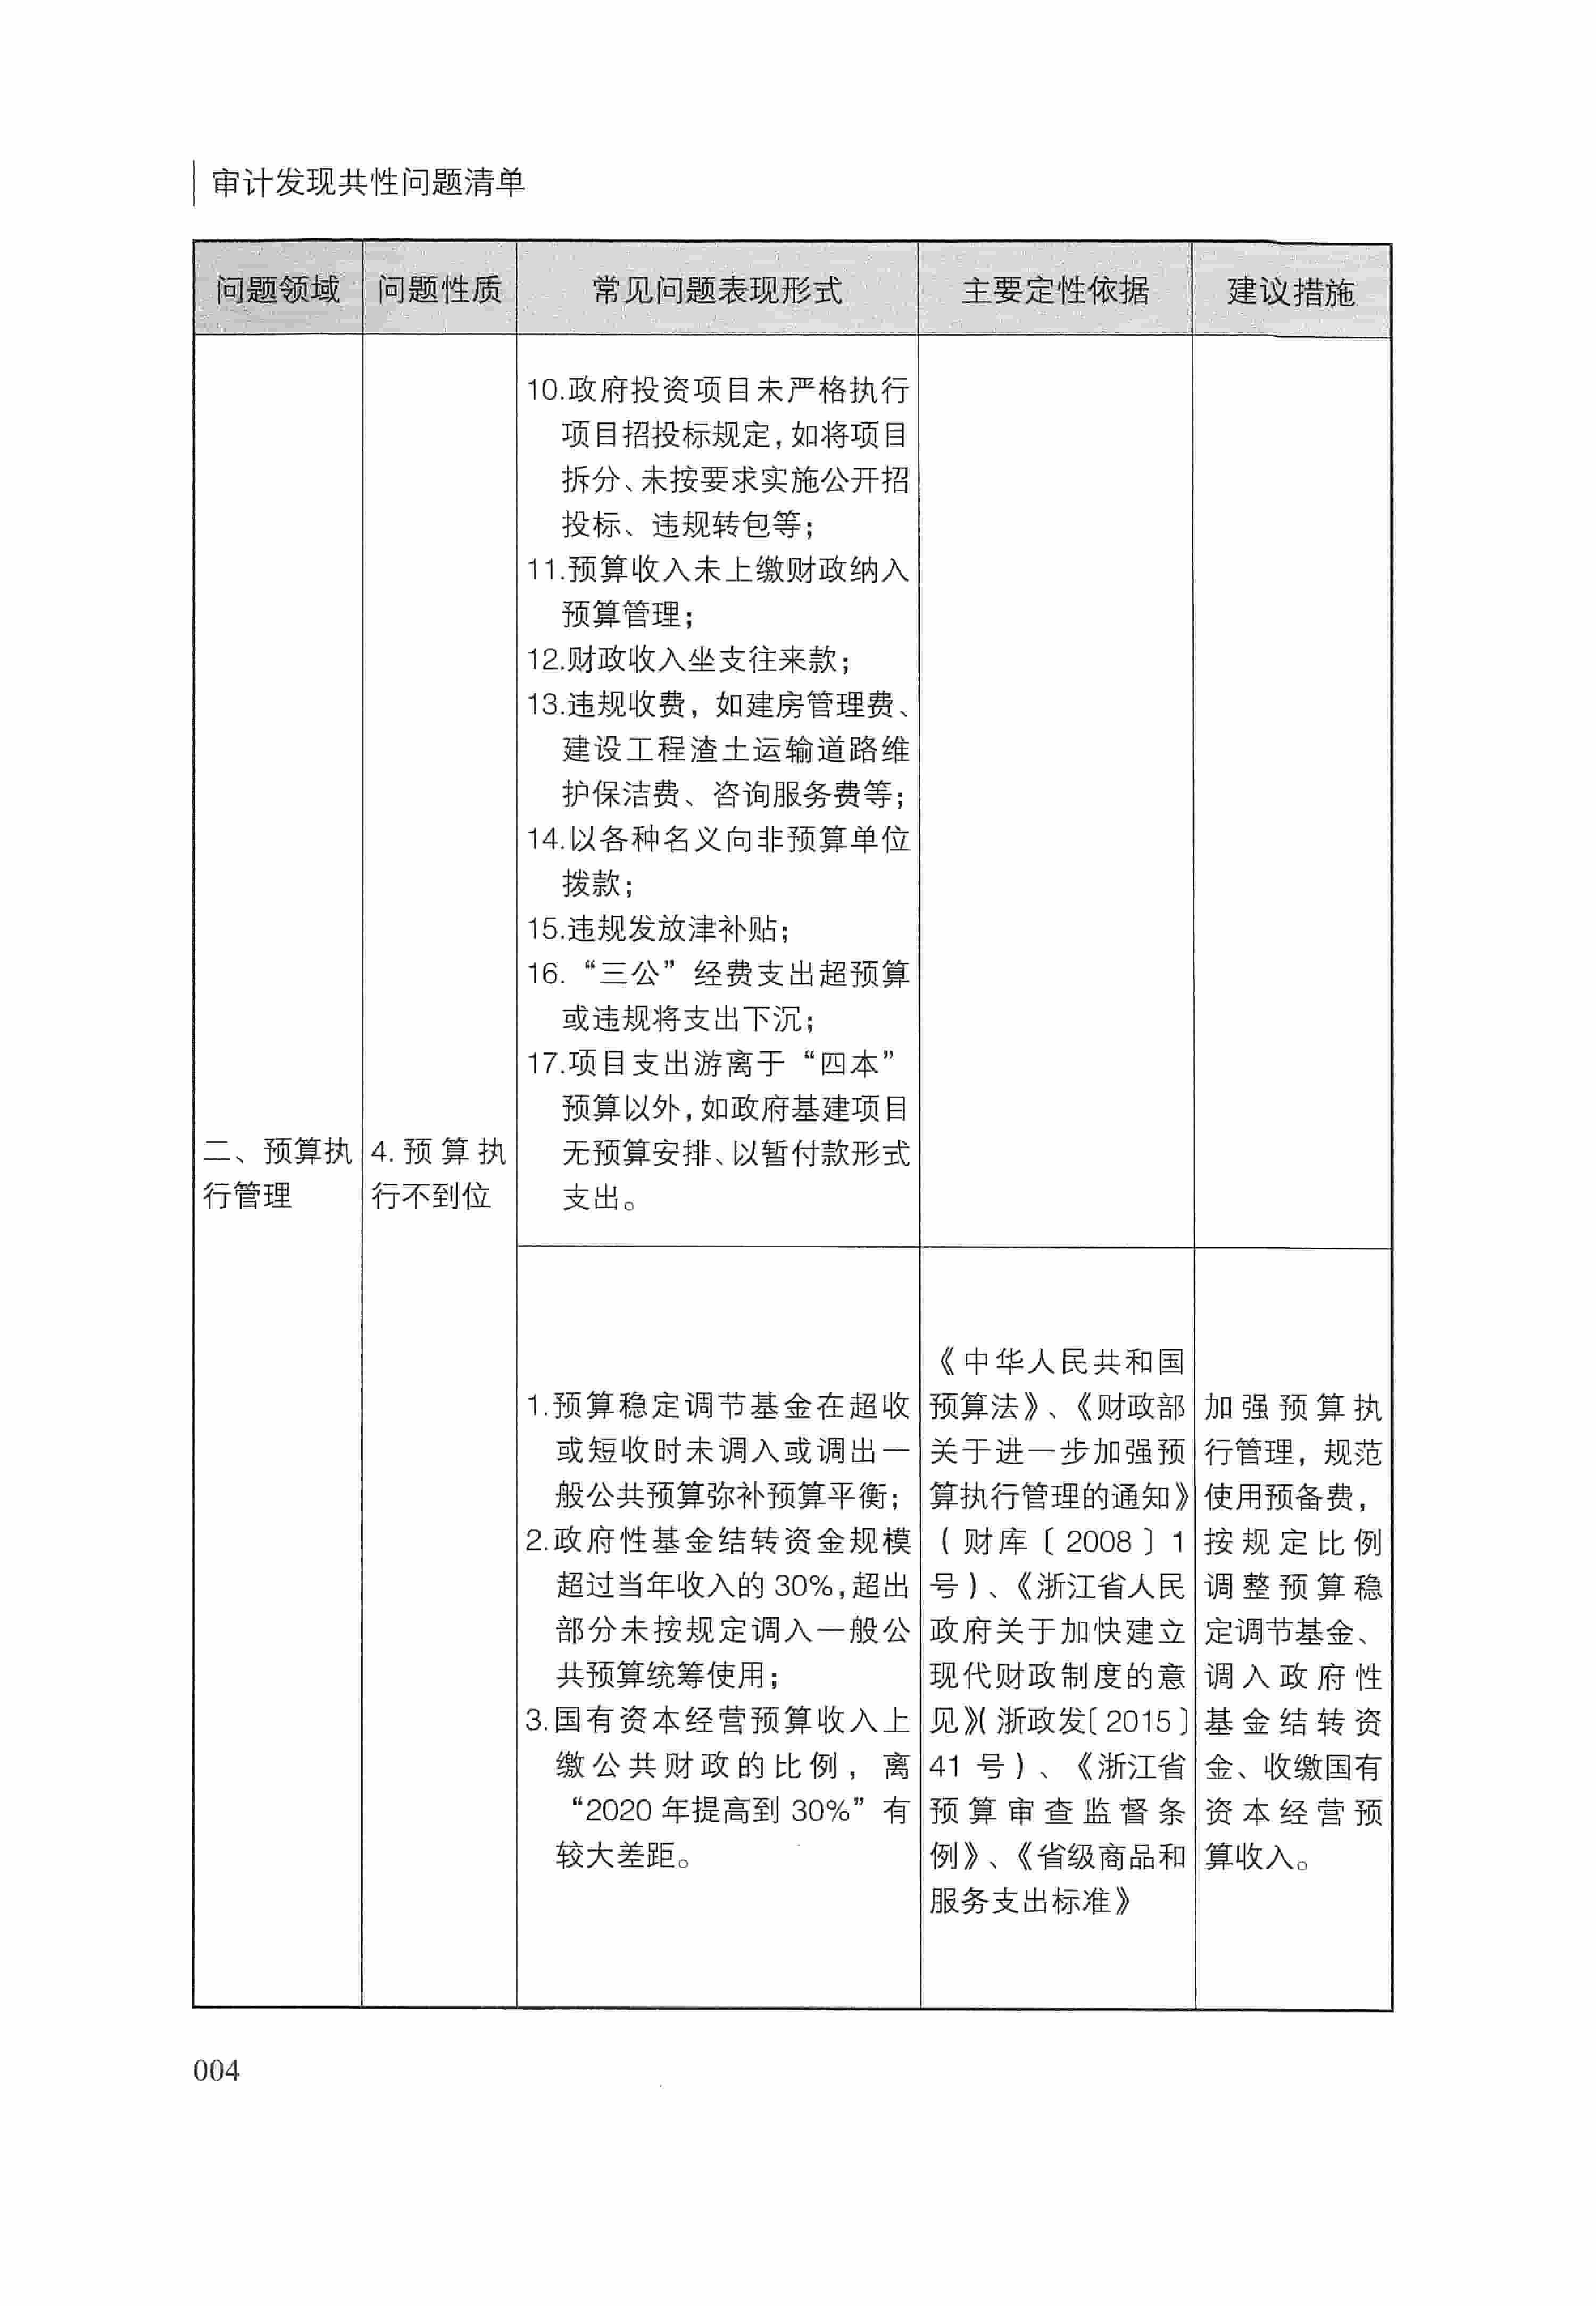 审计发现共性问题清单
问题领域 问题性质 常见问题表现形式 主要定性依据 建议措施
二、预算执
行管理
4.预算执
行不到位
10.政府投资项目未严格执行
项目招投标规定，如将项目
拆分、未按要求实施公开招
投标、违规转包等；
11.预算收入未上缴财政纳入
预算管理；
12.财政收入坐支往来款；
13.违规收费，如建房管理费、
建设工程渣土运输道路维
护保洁费、咨询服务费等；
14.以各种名义向非预算单位
拨款；
15.违规发放津补贴；
16.“三公”经费支出超预算
或违规将支出下沉；
17.项目支出游离于“四本”
预算以外，如政府基建项目
无预算安排、以暂付款形式
支出。
1.预算稳定调节基金在超收
或短收时未调入或调出一
般公共预算弥补预算平衡；
2.政府性基金结转资金规模
超过当年收入的 30%，超出
部分未按规定调入一般公
共预算统筹使用；
3.国有资本经营预算收入上
缴公共财政的比例，离
“2020 年提高到 30%”有
较大差距。
《中华人民共和国
预算法》、《财政部
关于进一步加强预
算执行管理的通知》
（财库〔2008〕1
号）、《浙江省人民
政府关于加快建立
现代财政制度的意
见》（浙政发〔2015〕
41 号）、《浙江省
预算审查监督条
例》、《省级商品和
服务支出标准》
加强预算执
行管理，规范
使用预备费，
按规定比例
调整预算稳
定调节基金、
调入政府性
基金结转资
金、收缴国有
资本经营预
算收入。
004